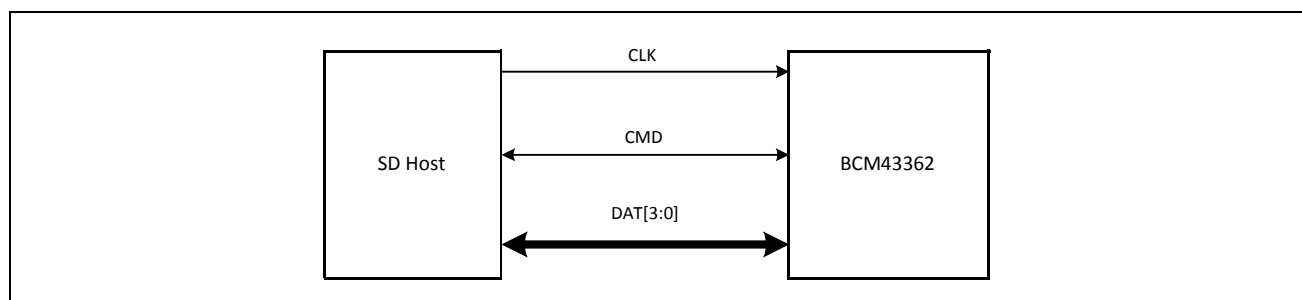 CLK
CMD
SD Host
BCM43362
DAT[3:0]